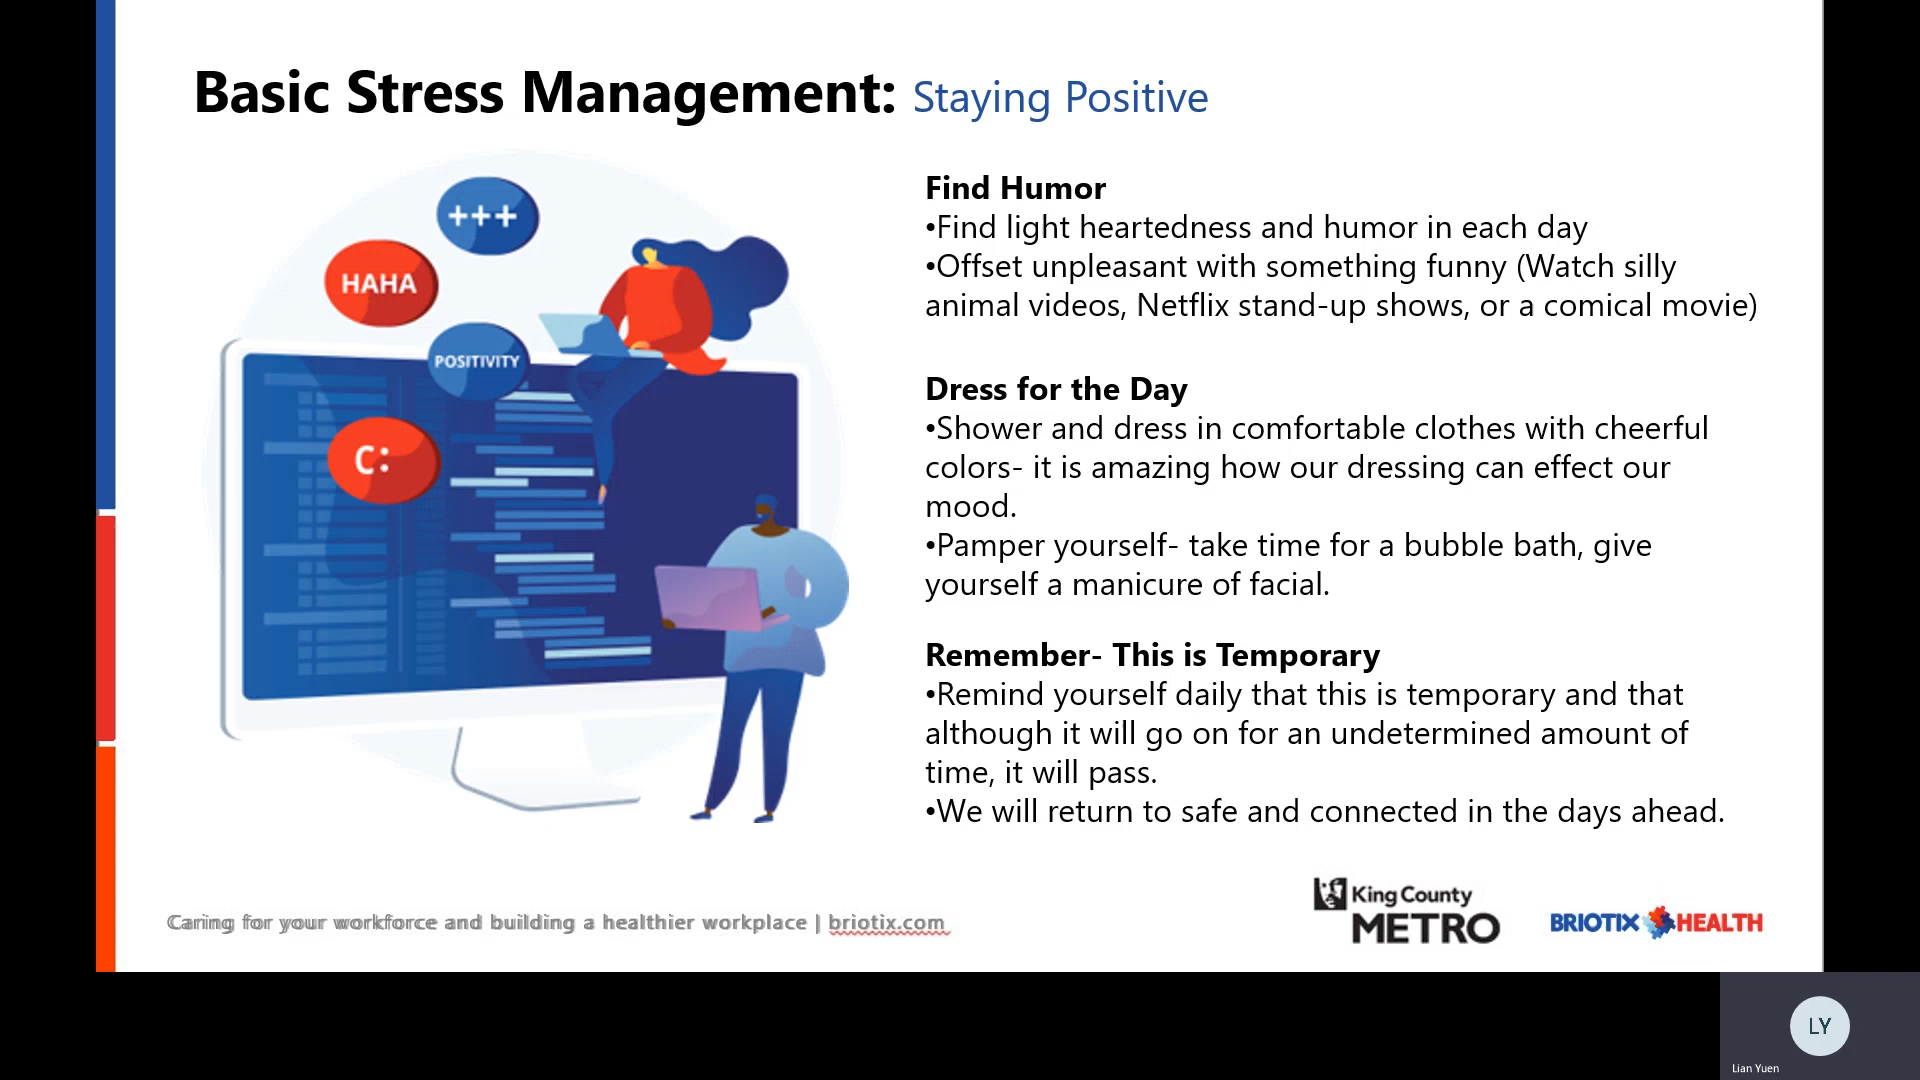 Basic Stress Management: Staying Positive
+++
HAHA
POSITIVITY
C:
Find Humor
•Find light heartedness and humor in each day
•Offset unpleasant with something funny (Watch silly
animal videos, Netflix stand-up shows, or a comical movie)
Dress for the Day
•Shower and dress in comfortable clothes with cheerful
colors- it is amazing how our dressing can effect our
mood.
•Pamper yourself- take time for a bubble bath, give
yourself a manicure of facial.
Remember- This is Temporary
•Remind yourself daily that this is temporary and that
although it will go on for an undetermined amount of
time, it will pass.
•We will return to safe and connected in the days ahead.
Caring for your workforce and building a healthier workplace | briotix.com
King County
METRO
BRIOTIX HEALTH
LY
Lian Yuen